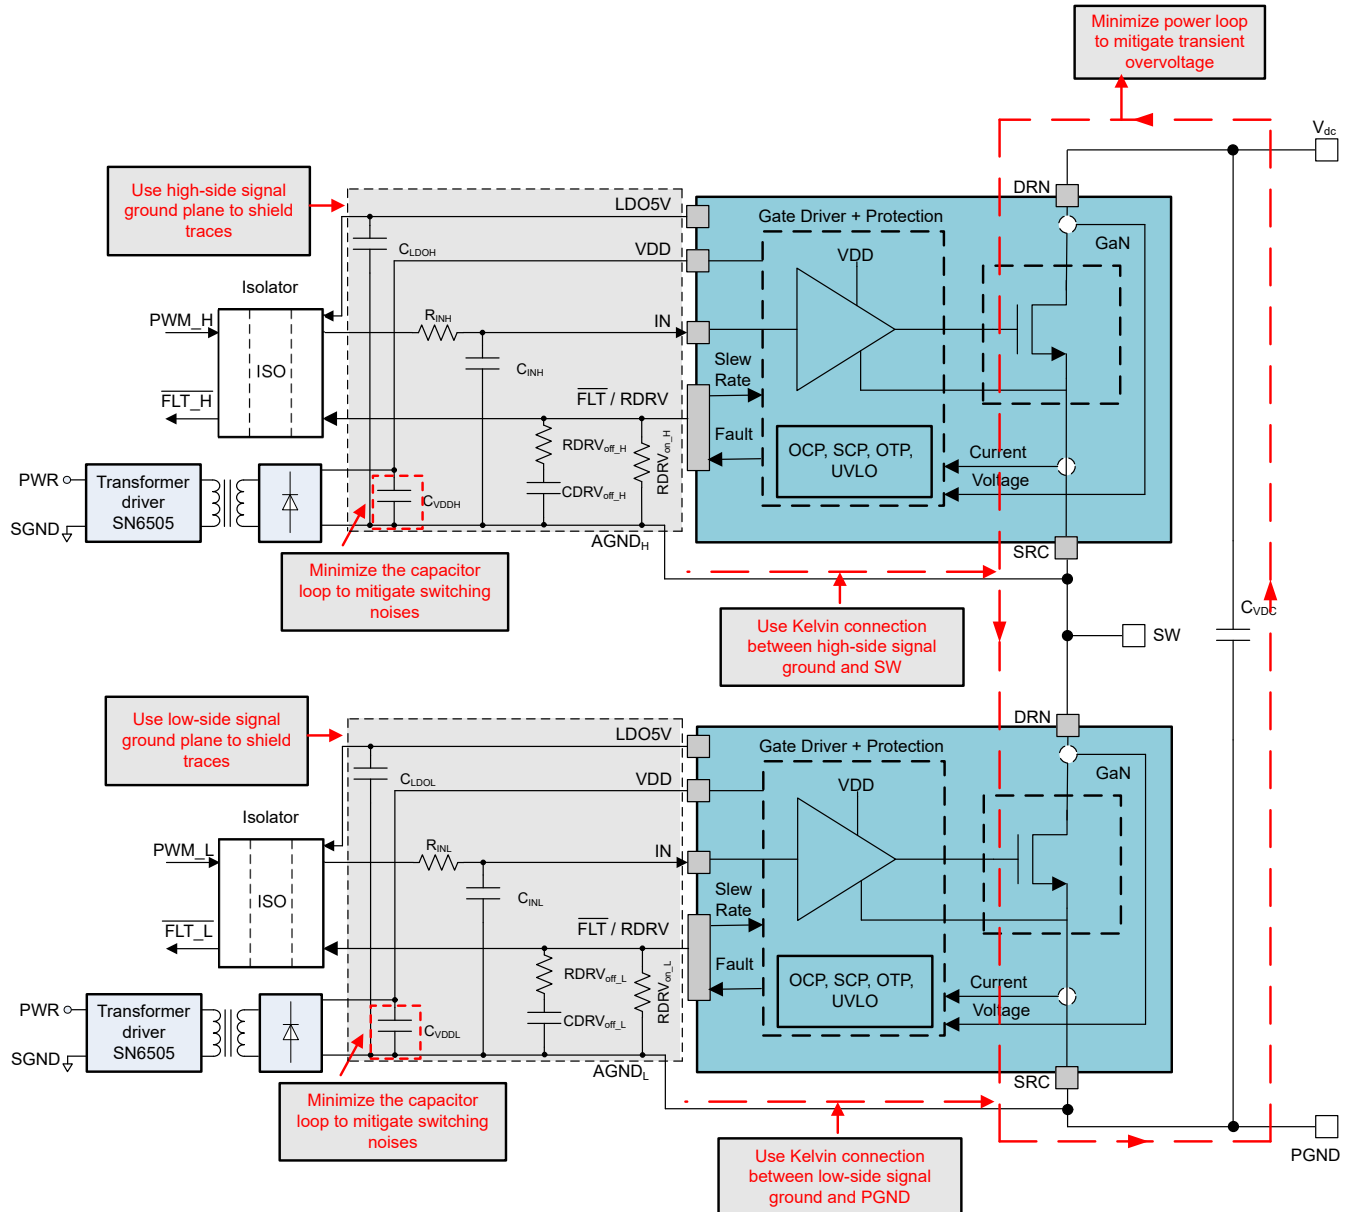 Minimize power loop
to mitigate transient
overvoltage
Vdc
Use high-side signal
ground plane to shield
traces
LDO5V
CLDOH
VDD
DRN
Gate Driver + Protection
GaN
VDD
Isolator
PWM_H
ISO
FLT_H
RINH
CINH
IN
Slew
Rate
FLT / RDRV
Fault
RDRVoff_H
CDRVoff_H
RDRVon_H
OCP, SCP, OTP,
UVLO
Current
Voltage
PWR
SGND
Transformer
driver
SN6505
CVDDH
AGNDH
SRC
Minimize the capacitor
loop to mitigate switching
noises
Use Kelvin connection
between high-side signal
ground and SW
SW
CVDC
Use low-side signal
ground plane to shield
traces
LDO5V
CLDOL
VDD
DRN
Gate Driver + Protection
GaN
VDD
Isolator
PWM_L
ISO
FLT_L
RINL
CINL
IN
Slew
Rate
FLT / RDRV
Fault
RDRVoff_L
CDRVoff_L
RDRVon_L
OCP, SCP, OTP,
UVLO
Current
Voltage
PWR
SGND
Transformer
driver
SN6505
CVDDL
AGNDL
SRC
Minimize the capacitor
loop to mitigate switching
noises
Use Kelvin connection
between low-side signal
ground and PGND
PGND